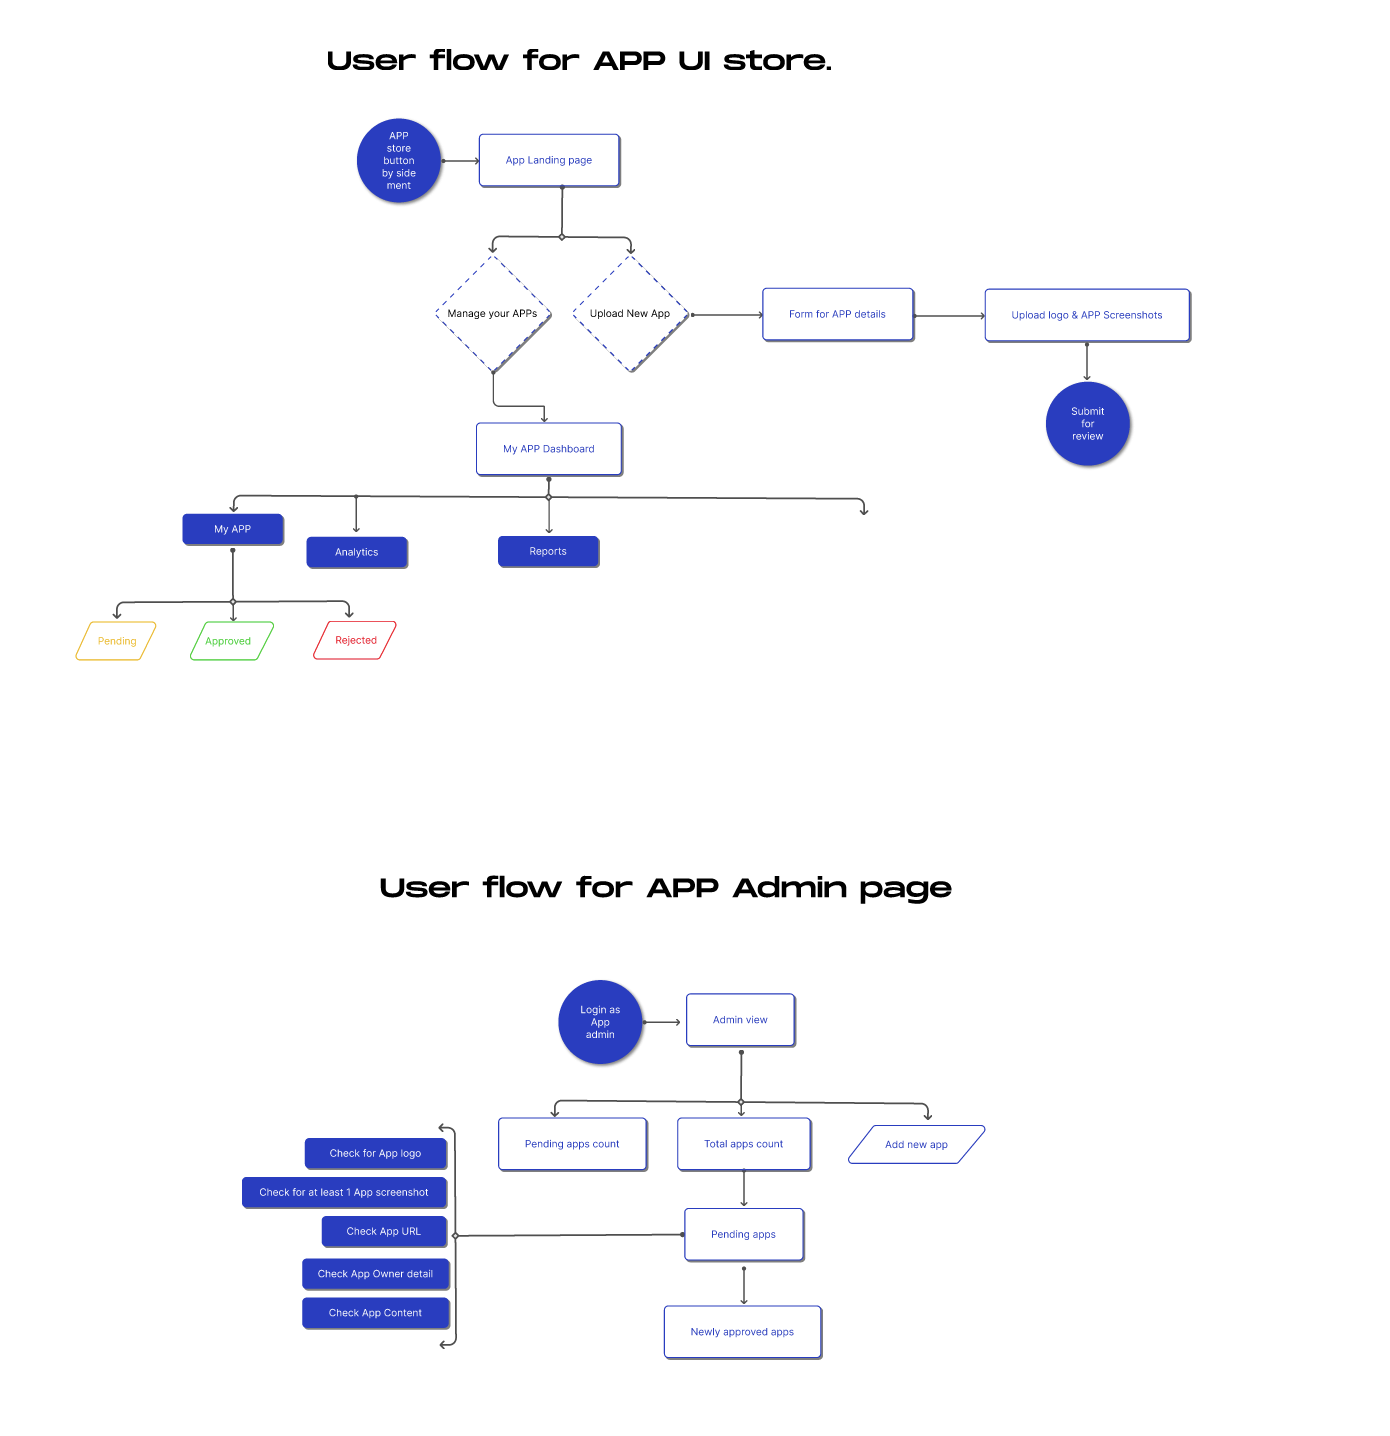 User flow for APP UI store.
APP
store
button
by side
ment
App Landing page
Manage your APPs
Upload New App
Form for APP details
Upload logo & APP Screenshots
Submit
for
review
My APP Dashboard
My APP
Analytics
Reports
Pending
Approved
Rejected
User flow for APP Admin page
Login as
App
admin
Admin view
Pending apps count
Total apps count
Add new app
Check for App logo
Check for at least 1 App screenshot
Check App URL
Check App Owner detail
Check App Content
Pending apps
Newly approved apps